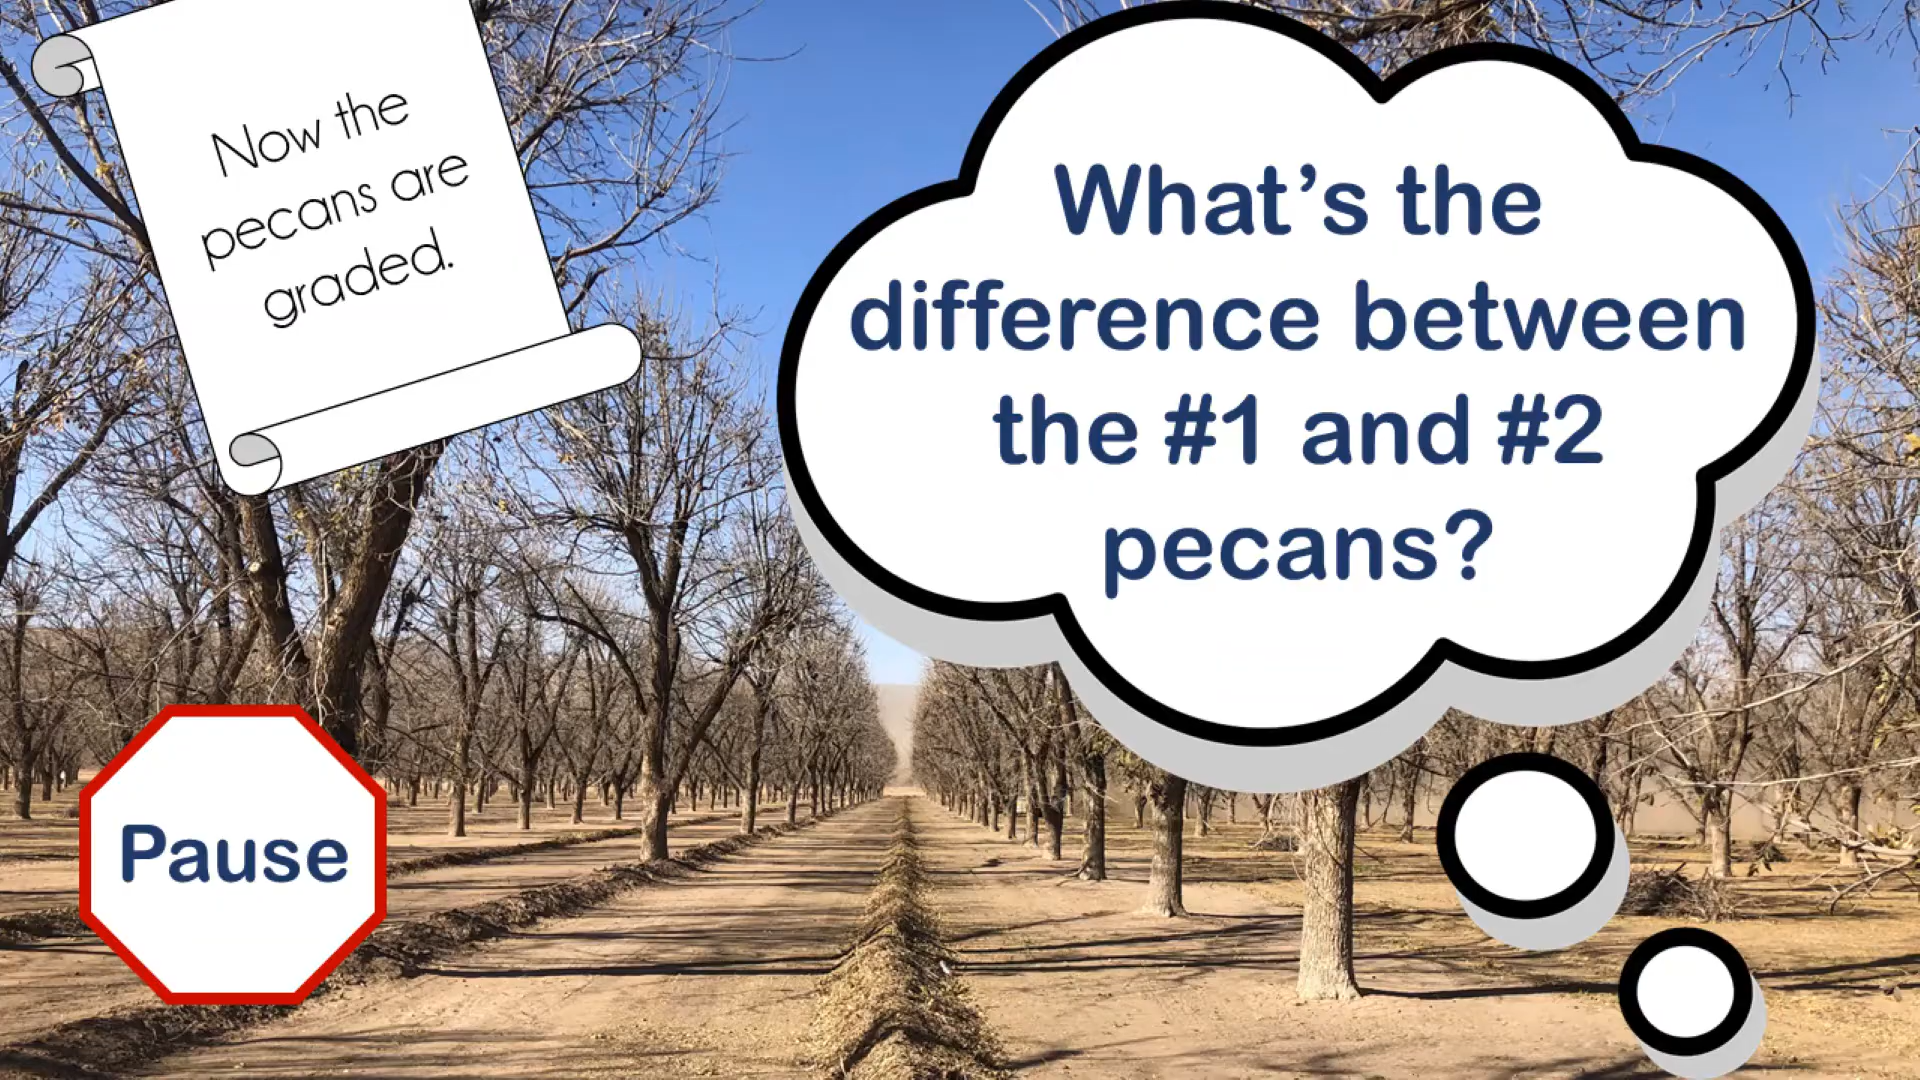 Now the
pecans are
graded.
What’s the
difference between
the #1 and #2
pecans?
Pause